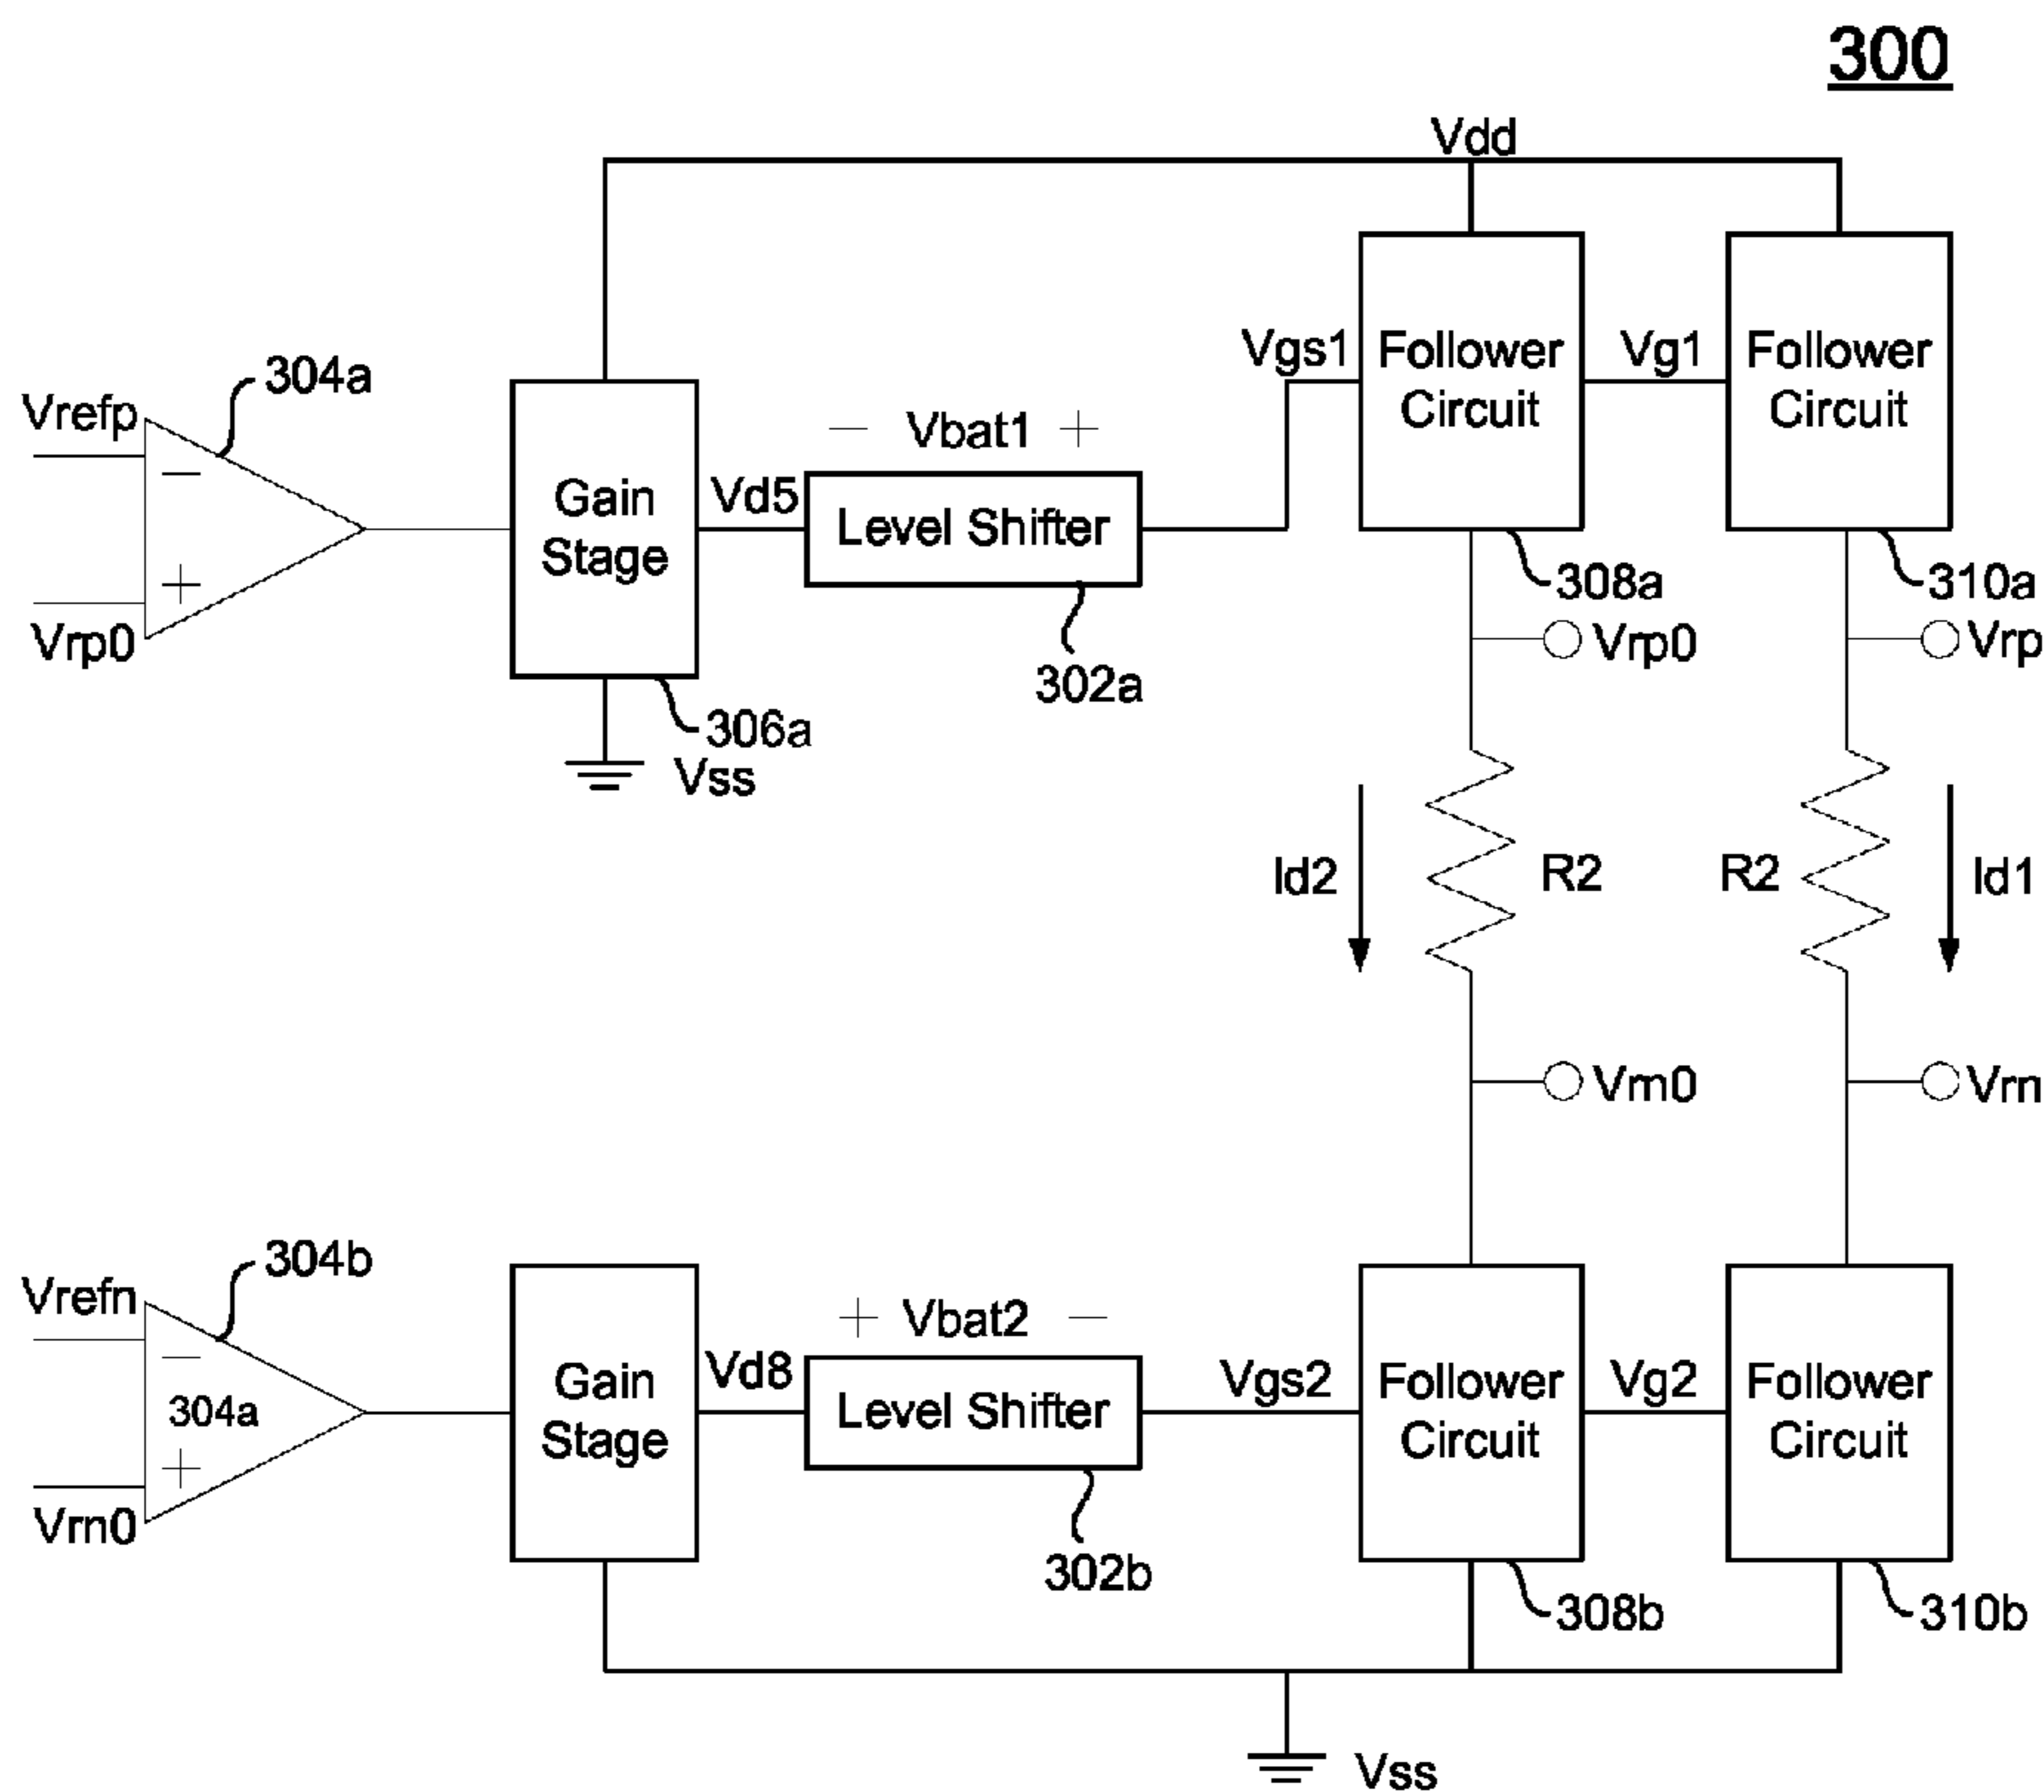 300
Vdd
Vgs1
Follower
Circuit
Vg1
Follower
Circuit
304a
Vrefp
−
+
Vrp0
Gain
Stage
Vd5
− Vbat1 +
Level Shifter
302a
306a
Vss
308a
310a
Vrp0
Vrp
Id2
R2
R2
Id1
Vrn0
Vrn
304b
Vrefn
−
304a
+
Vrn0
Gain
Stage
Vd8
+ Vbat2 −
Level Shifter
302b
Vgs2
Follower
Circuit
Vg2
Follower
Circuit
308b
310b
Vss